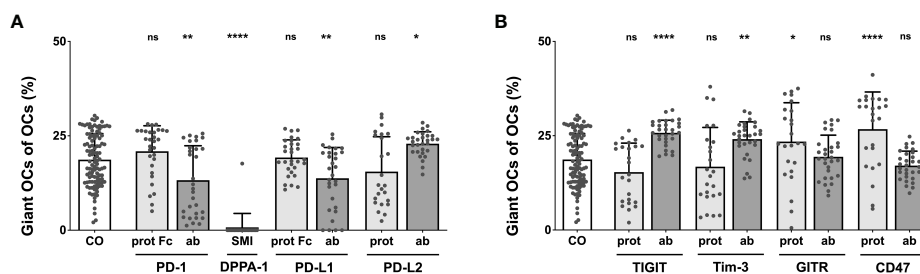 A
Giant OCs of OCs (%)
50
25
0
ns ** **** ns ** ns *
CO prot Fc ab SMI prot Fc ab prot ab
PD-1 DPPA-1 PD-L1 PD-L2
B
Giant OCs of OCs (%)
50
25
0
ns **** ns ** * ns **** ns
CO prot ab prot ab prot ab prot ab
TIGIT Tim-3 GITR CD47